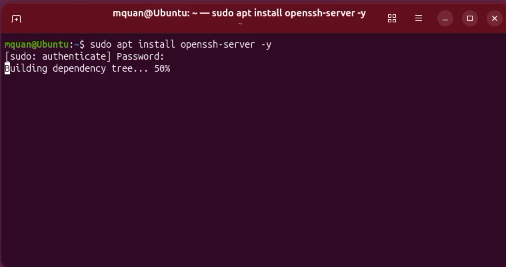 mquan@Ubuntu: ~ — sudo apt install openssh-server -y
~
mquan@Ubuntu:~$ sudo apt install openssh-server -y
[sudo: authenticate] Password:
Building dependency tree... 50%